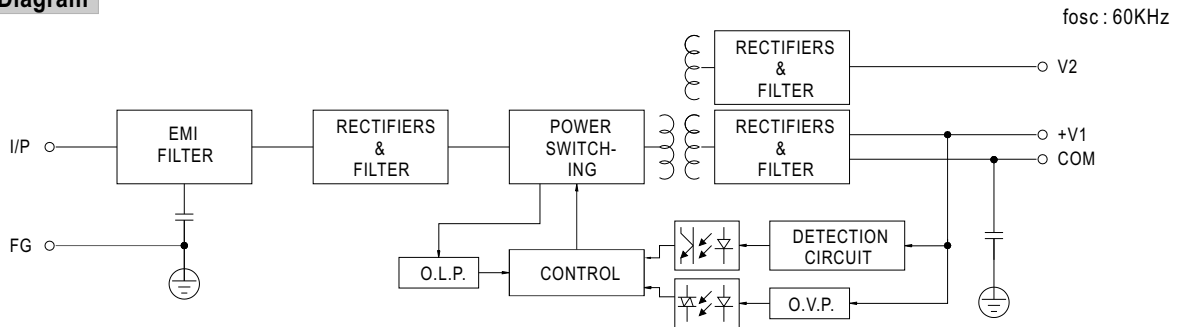 Diagram
fosc : 60KHz
RECTIFIERS
&
FILTER
V2
I/P
EMI
FILTER
RECTIFIERS
&
FILTER
POWER
SWITCH-
ING
RECTIFIERS
&
FILTER
+V1
COM
FG
O.L.P.
CONTROL
DETECTION
CIRCUIT
O.V.P.